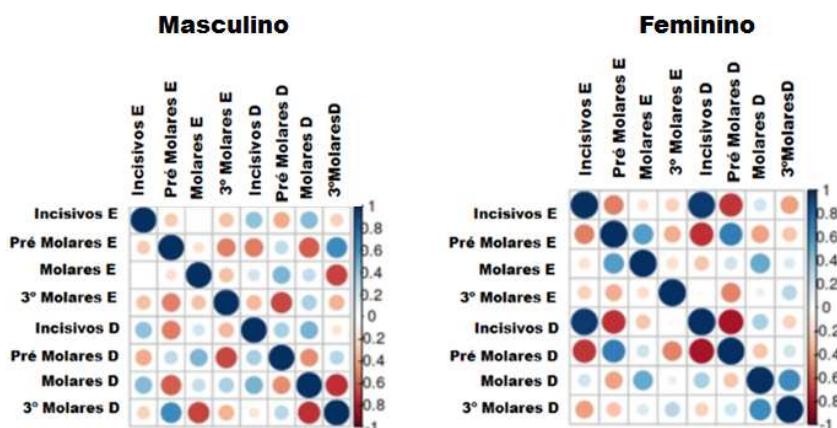 Masculino
Incisivos E
Pré Molares E
Molares E
3º Molares E
Incisivos D
Pré Molares D
Molares D
3ºMolaresD
Incisivos E
Pré Molares E
Molares E
3º Molares E
Incisivos D
Pré Molares D
Molares D
3º Molares D
1
0.8
0.6
0.4
0.2
0
0.2
0.4
0.6
0.8
-1
Feminino
Incisivos E
Pré Molares E
Molares E
3º Molares E
Incisivos D
Pré Molares D
Molares D
3ºMolaresD
Incisivos E
Pré Molares E
Molares E
3º Molares E
Incisivos D
Pré Molares D
Molares D
3º Molares D
1
0.8
0.6
0.4
0.2
0
0.2
0.4
0.6
0.8
-1